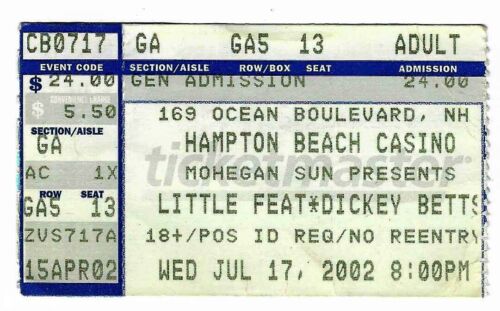 CB0717 GA GA5 13 ADULT
EVENT CODE SECTION/AISLE ROW/BOX SEAT ADMISSION
$ 24.00 GEN ADMISSION 24.00
CONVENIENCE CHARGE
$ 5.50 169 OCEAN BOULEVARD, NH
SECTION/AISLE
GA HAMPTON BEACH CASINO
ticketmaster
AC 1X MOHEGAN SUN PRESENTS
ROW SEAT
GA5 13 LITTLE FEAT*DICKEY BETTS
ZVS717A 18+/POS ID REQ/NO REENTRY
15APR02 WED JUL 17, 2002 8:00PM